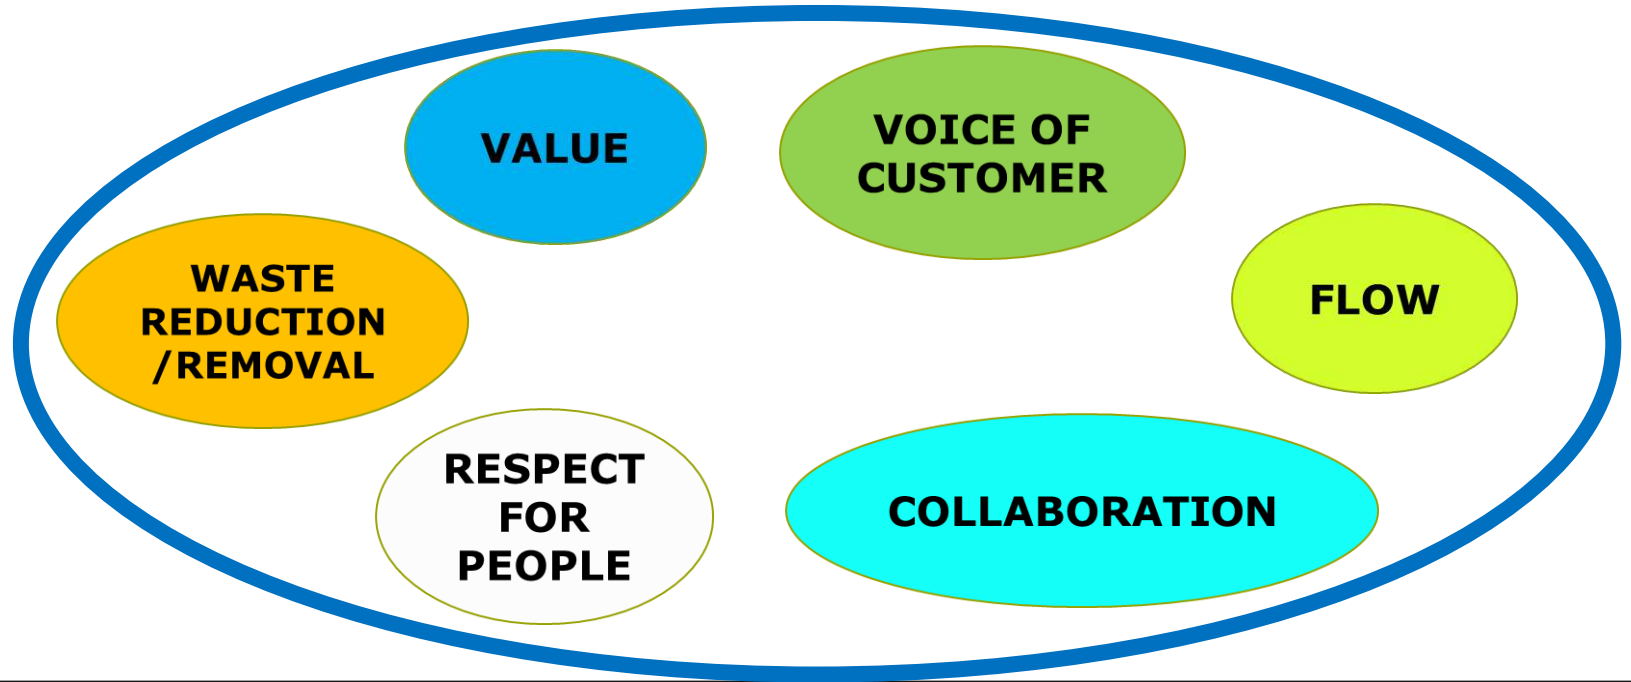 VALUE
VOICE OF
CUSTOMER
WASTE
REDUCTION
/REMOVAL
FLOW
RESPECT
FOR
PEOPLE
COLLABORATION